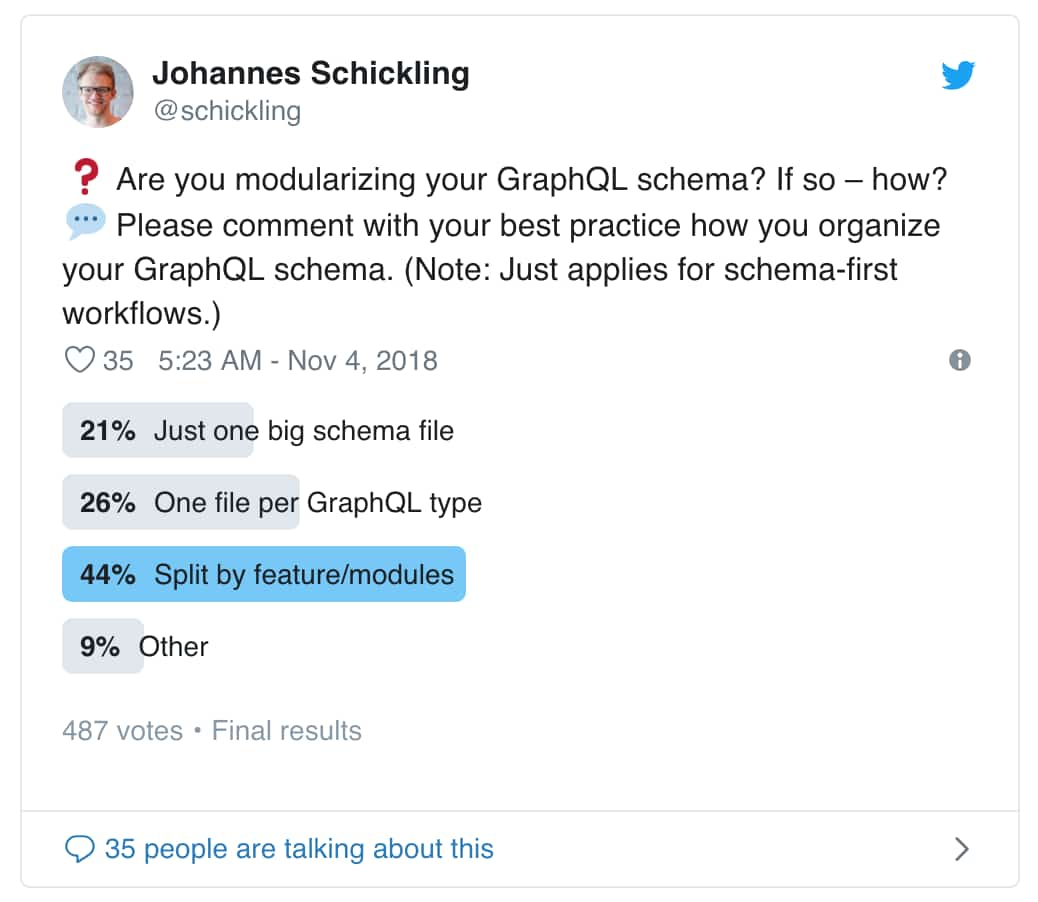 Johannes Schickling
@schickling
❓ Are you modularizing your GraphQL schema? If so – how?
💬 Please comment with your best practice how you organize
your GraphQL schema. (Note: Just applies for schema-first
workflows.)
35 5:23 AM - Nov 4, 2018
21% Just one big schema file
26% One file per GraphQL type
44% Split by feature/modules
9% Other
487 votes • Final results
35 people are talking about this